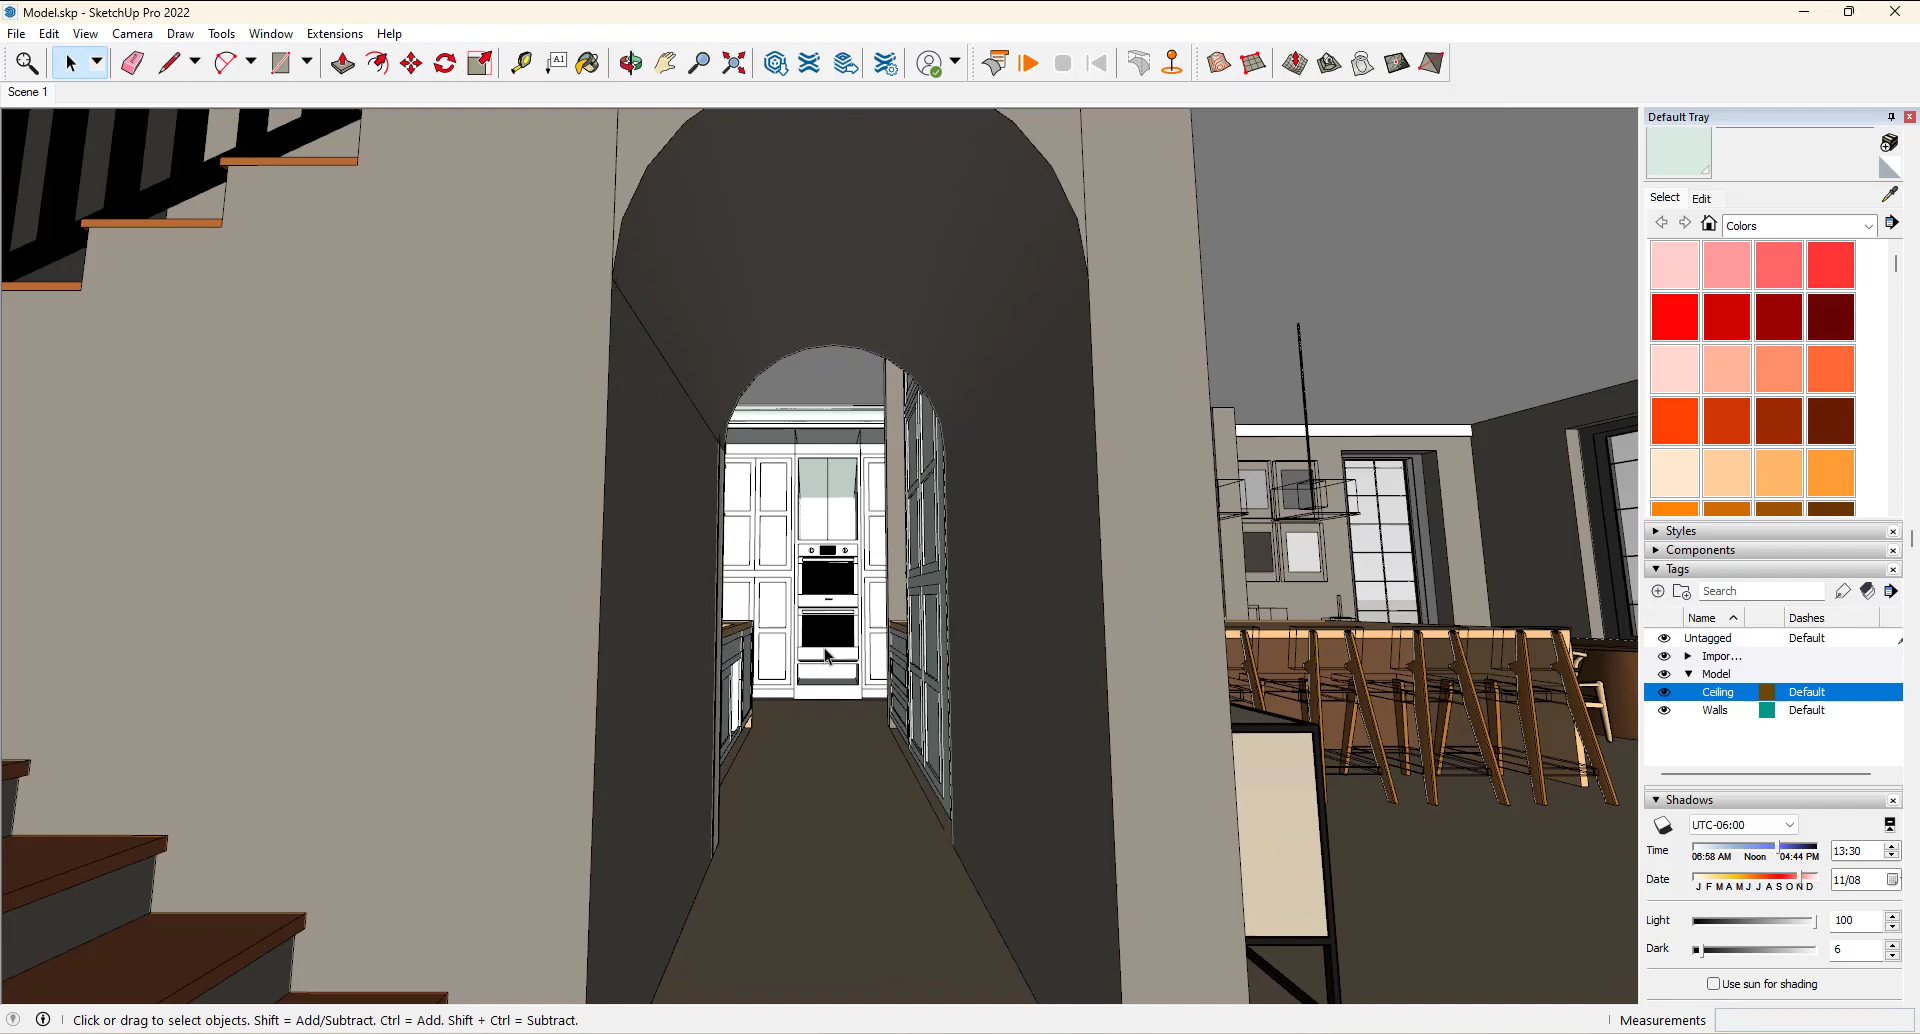 Model.skp - SketchUp Pro 2022
File Edit View Camera Draw Tools Window Extensions Help
A1
Scene 1
Default Tray
Select Edit
Colors
Styles
Components
Tags
Search
Name Dashes
Untagged Default
Impor...
Model
Ceiling Default
Walls Default
Shadows
UTC-06:00
Time 06:58 AM Noon 04:44 PM 13:30
Date J F M A M J J A S O N D 11/08
Light 100
Dark 6
Use sun for shading
Click or drag to select objects. Shift = Add/Subtract. Ctrl = Add. Shift + Ctrl = Subtract.
Measurements